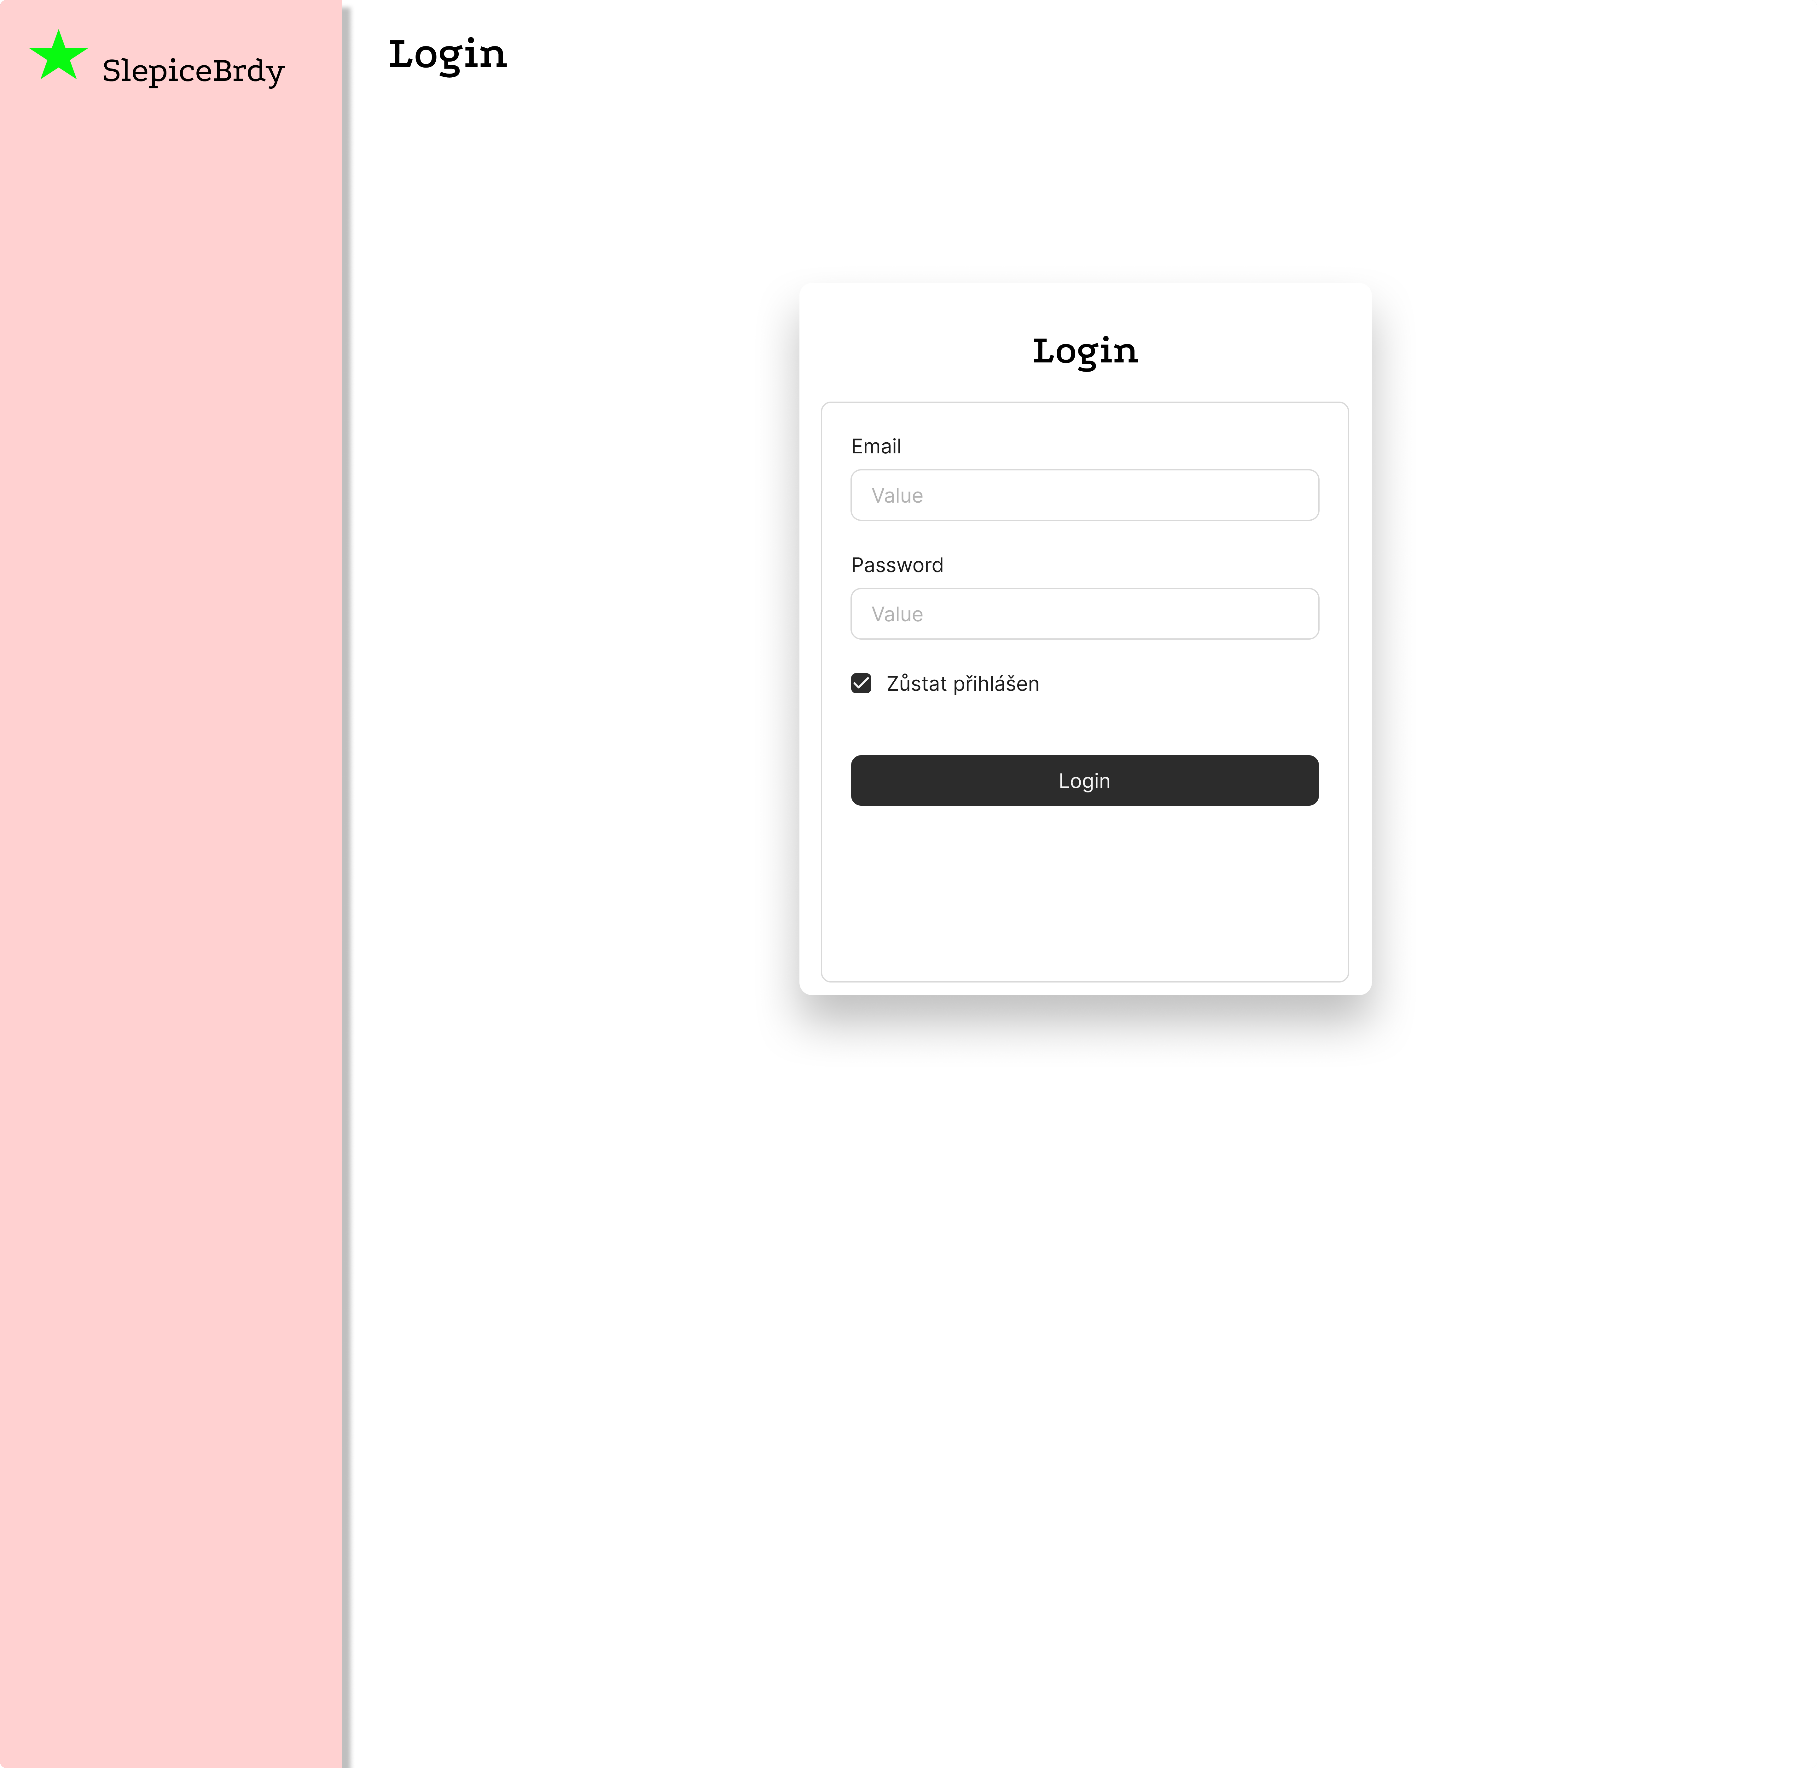 SlepiceBrdy
Login
Login
Email
Value
Password
Value
Zůstat přihlášen
Login